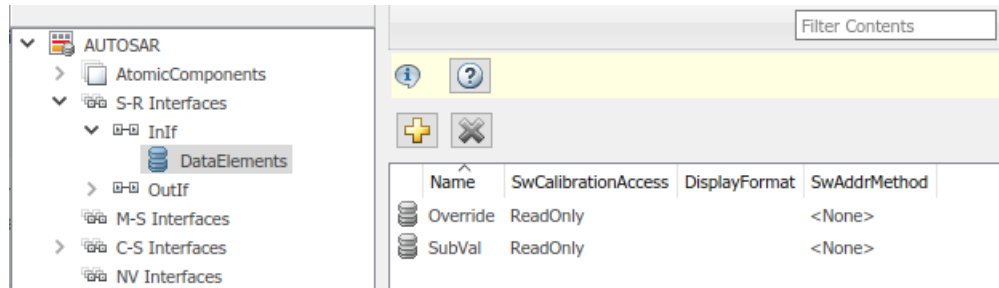 Filter Contents
AUTOSAR
AtomicComponents
S-R Interfaces
InIf
DataElements
OutIf
M-S Interfaces
C-S Interfaces
NV Interfaces
Name SwCalibrationAccess DisplayFormat SwAddrMethod
Override ReadOnly <None>
SubVal ReadOnly <None>